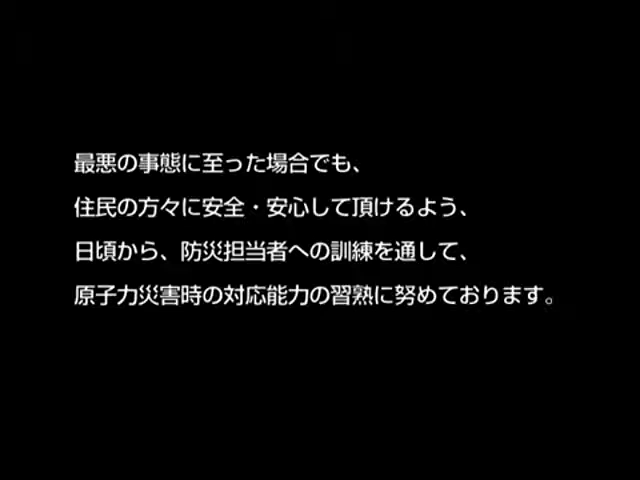 最悪の事態に至った場合でも、
住民の方々に安全・安心して頂けるよう、
日頃から、防災担当者への訓練を通して、
原子力災害時の対応能力の習熟に努めております。